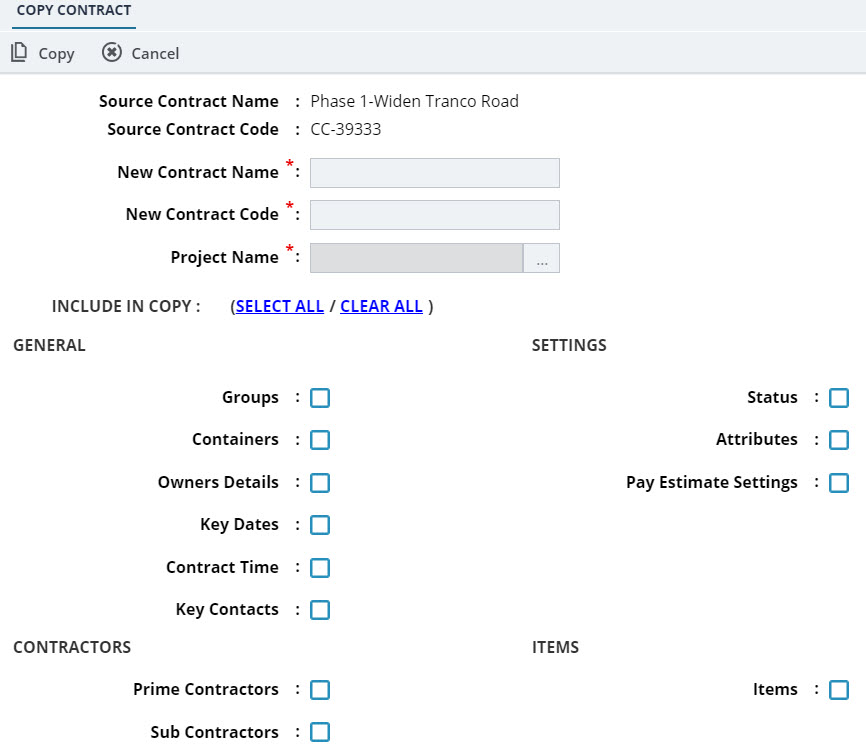 COPY CONTRACT
Copy Cancel
Source Contract Name : Phase 1-Widen Tranco Road
Source Contract Code : CC-39333
New Contract Name * :
New Contract Code * :
Project Name * : ...
INCLUDE IN COPY : (SELECT ALL / CLEAR ALL )
GENERAL SETTINGS
Groups : Status :
Containers : Attributes :
Owners Details : Pay Estimate Settings :
Key Dates :
Contract Time :
Key Contacts :
CONTRACTORS ITEMS
Prime Contractors : Items :
Sub Contractors :